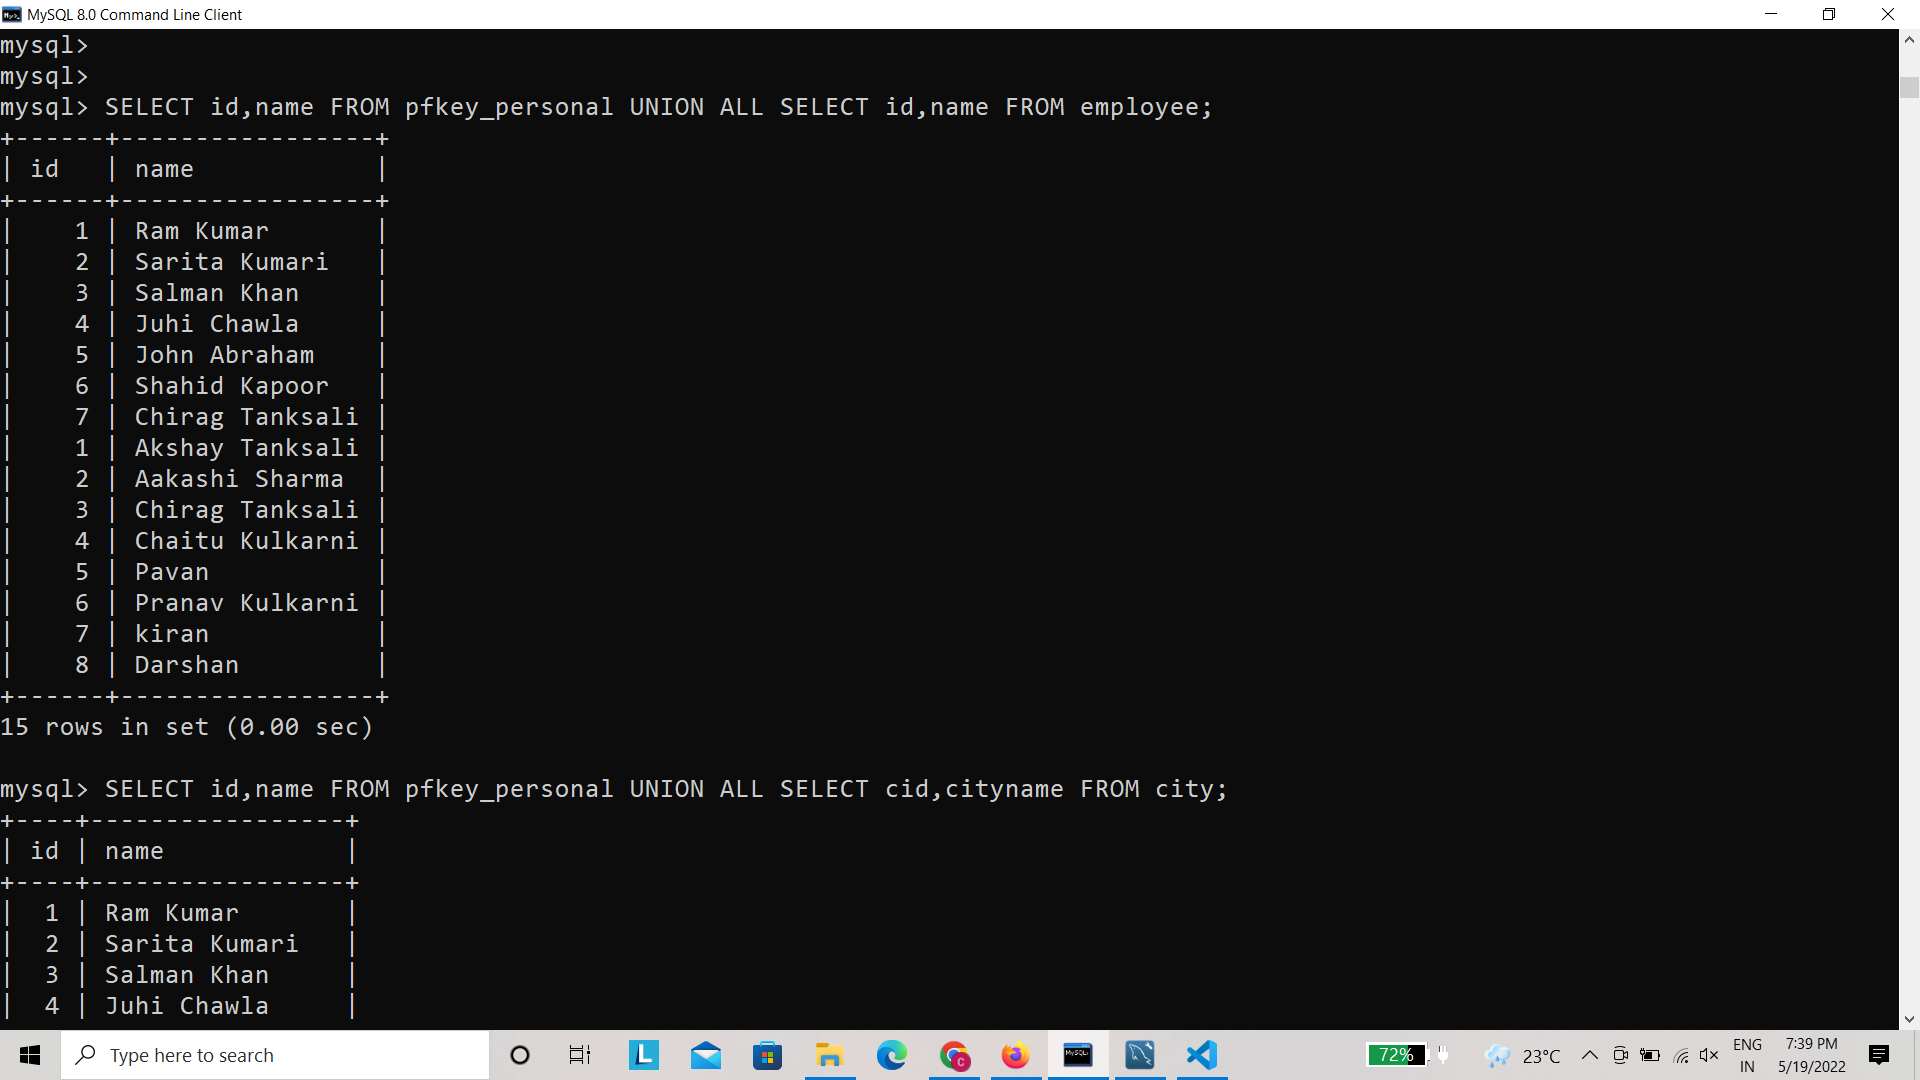 MySQL 8.0 Command Line Client
mysql>
mysql>
mysql> SELECT id,name FROM pfkey_personal UNION ALL SELECT id,name FROM employee;
+------+-----------------+
| id   | name            |
+------+-----------------+
|    1 | Ram Kumar       |
|    2 | Sarita Kumari   |
|    3 | Salman Khan     |
|    4 | Juhi Chawla     |
|    5 | John Abraham    |
|    6 | Shahid Kapoor   |
|    7 | Chirag Tanksali |
|    1 | Akshay Tanksali |
|    2 | Aakashi Sharma  |
|    3 | Chirag Tanksali |
|    4 | Chaitu Kulkarni |
|    5 | Pavan           |
|    6 | Pranav Kulkarni |
|    7 | kiran           |
|    8 | Darshan         |
+------+-----------------+
15 rows in set (0.00 sec)
mysql> SELECT id,name FROM pfkey_personal UNION ALL SELECT cid,cityname FROM city;
+----+-----------------+
| id | name            |
+----+-----------------+
|  1 | Ram Kumar       |
|  2 | Sarita Kumari   |
|  3 | Salman Khan     |
|  4 | Juhi Chawla     |
Type here to search
L
C
MySQL
72%
23°C
ENG
IN
7:39 PM
5/19/2022